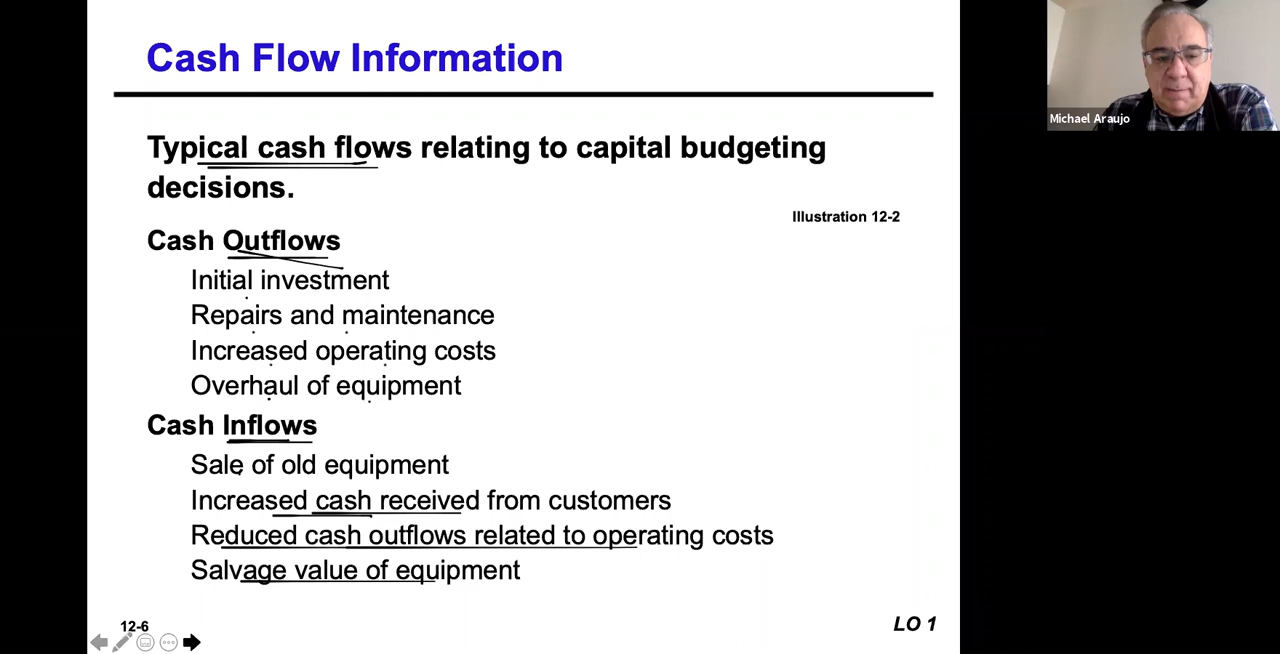 Cash Flow Information
Typical cash flows relating to capital budgeting
decisions.
Illustration 12-2
Cash Outflows
Initial investment
Repairs and maintenance
Increased operating costs
Overhaul of equipment
Cash Inflows
Sale of old equipment
Increased cash received from customers
Reduced cash outflows related to operating costs
Salvage value of equipment
12-6
LO 1
Michael Araujo